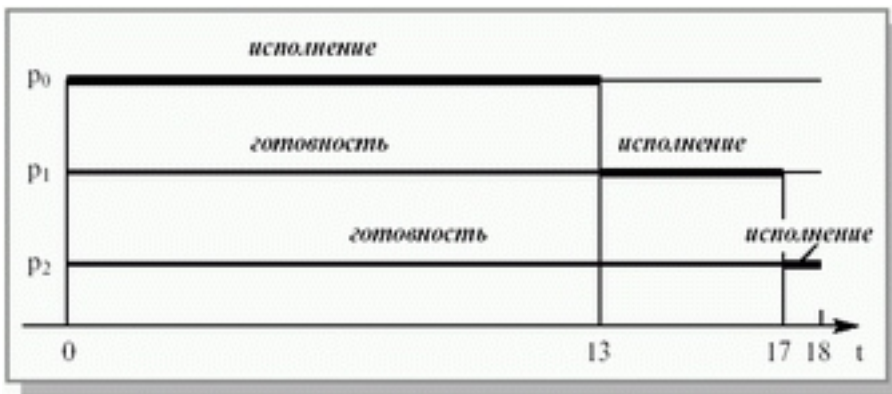 исполнение
p₀
готовность исполнение
p₁
готовность исполнение
p₂
0 13 17 18 t